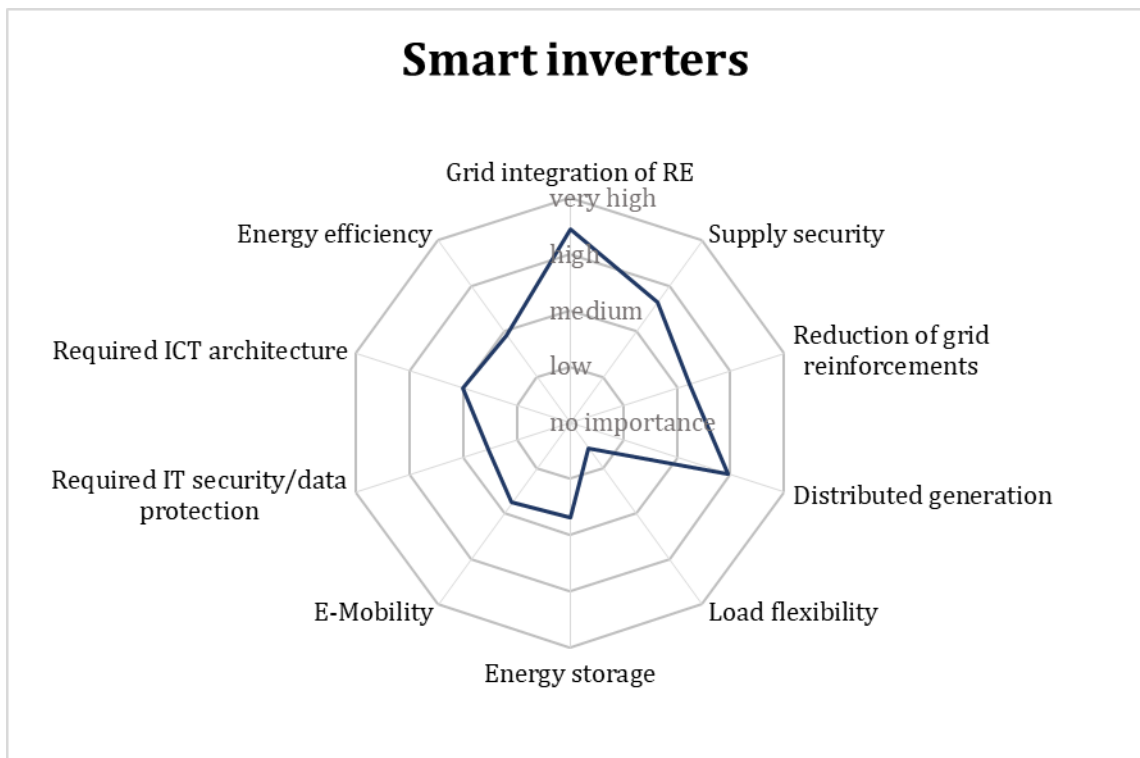 Smart inverters
Grid integration of RE
very high
Energy efficiency
Supply security
high
medium
Required ICT architecture
Reduction of grid
reinforcements
low
no importance
Required IT security/data
protection
Distributed generation
E-Mobility
Load flexibility
Energy storage